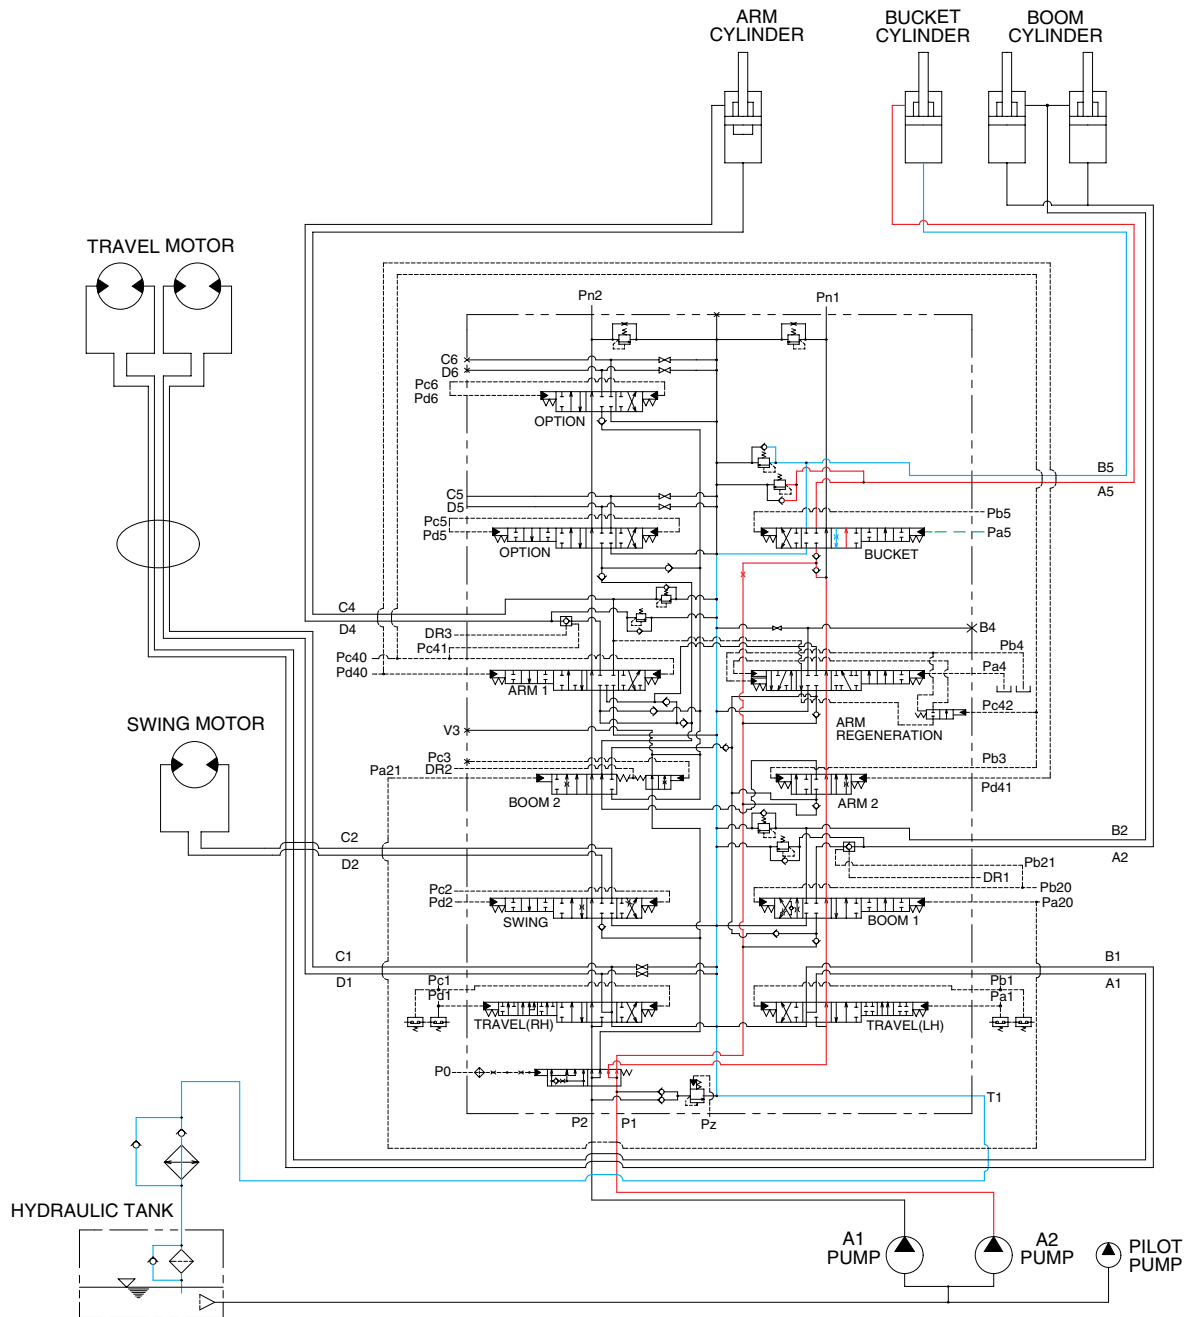 ARM
CYLINDER
BUCKET
CYLINDER
BOOM
CYLINDER
TRAVEL MOTOR
Pn2
Pn1
C6
D6
Pc6
Pd6
OPTION
B5
A5
C5
D5
Pc5
Pd5
OPTION
Pb5
Pa5
BUCKET
C4
D4
DR3
Pc41
Pc40
Pd40
ARM 1
B4
Pb4
Pa4
Pc42
ARM
REGENERATION
SWING MOTOR
V3
Pc3
DR2
Pa21
BOOM 2
Pb3
Pd41
ARM 2
C2
D2
B2
A2
Pb21
DR1
Pc2
Pd2
SWING
Pb20
Pa20
BOOM 1
C1
D1
B1
A1
Pc1
Pd1
TRAVEL(RH)
Pb1
Pa1
TRAVEL(LH)
P0
T1
P2
P1
Pz
HYDRAULIC TANK
A1
PUMP
A2
PUMP
PILOT
PUMP